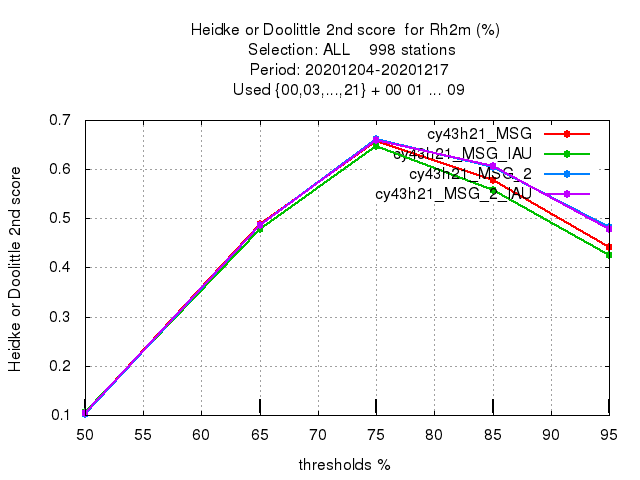 Heidke or Doolittle 2nd score  for Rh2m (%)
Selection: ALL    998 stations
Period: 20201204-20201217
Used {00,03,...,21} + 00 01 ... 09
Heidke or Doolittle 2nd score
0.7
0.6
0.5
0.4
0.3
0.2
0.1
cy43h21_MSG
cy43h21_MSG_IAU
cy43h21_MSG_2
cy43h21_MSG_2_IAU
50 55 60 65 70 75 80 85 90 95
thresholds %